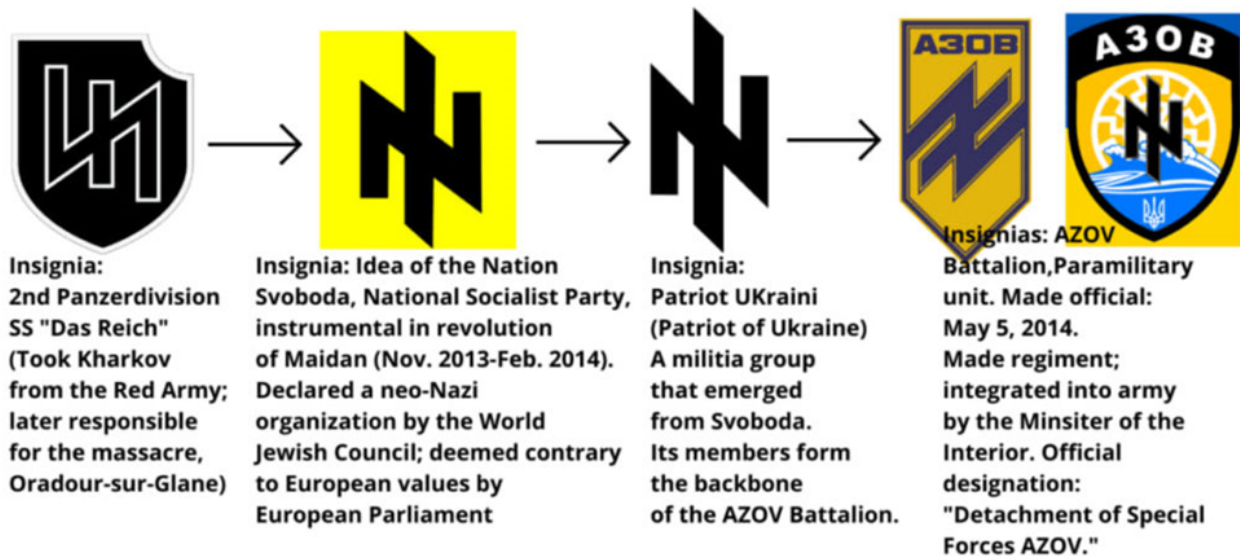 АЗОВ
АЗОВ
Insignia:
2nd Panzerdivision
SS "Das Reich"
(Took Kharkov
from the Red Army;
later responsible
for the massacre,
Oradour-sur-Glane)
Insignia: Idea of the Nation
Svoboda, National Socialist Party,
instrumental in revolution
of Maidan (Nov. 2013-Feb. 2014).
Declared a neo-Nazi
organization by the World
Jewish Council; deemed contrary
to European values by
European Parliament
Insignia:
Patriot UKraini
(Patriot of Ukraine)
A militia group
that emerged
from Svoboda.
Its members form
the backbone
of the AZOV Battalion.
Insignias: AZOV
Battalion,Paramilitary
unit. Made official:
May 5, 2014.
Made regiment;
integrated into army
by the Minsiter of the
Interior. Official
designation:
"Detachment of Special
Forces AZOV."